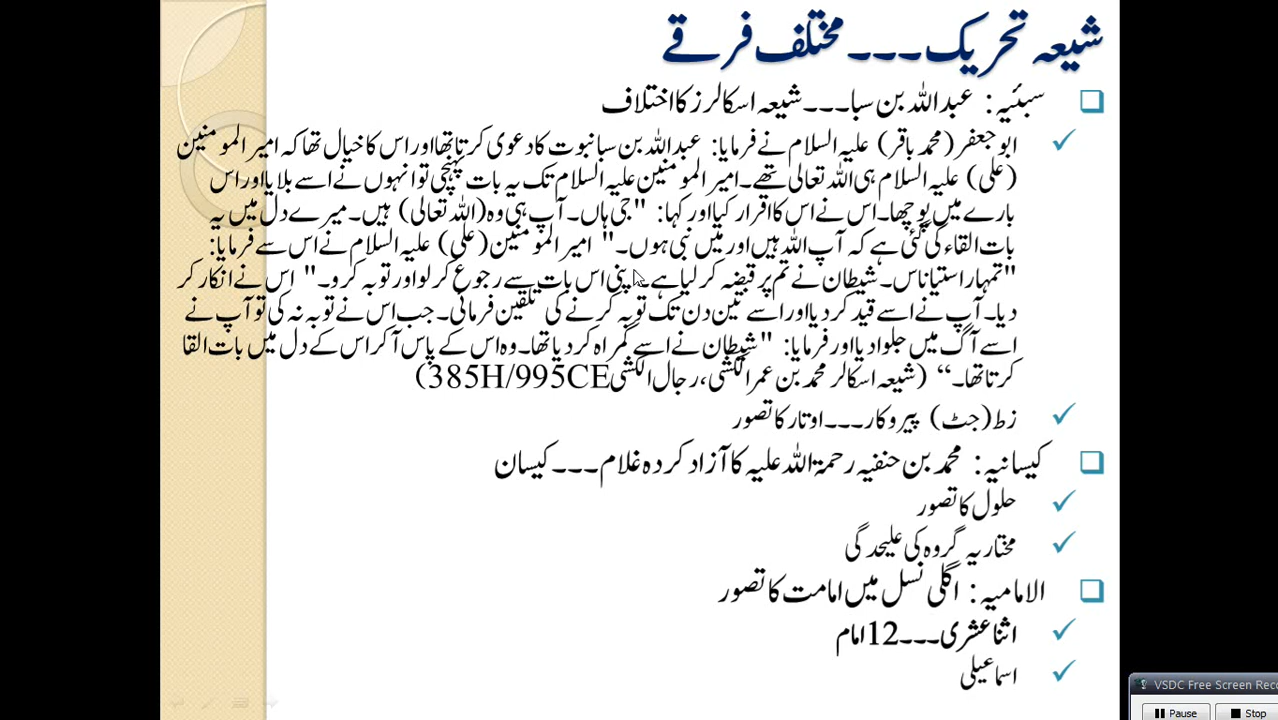 شیعہ تحریک۔۔۔ مختلف فرقے
سبئیہ: عبداللہ بن سبا۔۔۔ شیعہ اسکالرز کا اختلاف
ابو جعفر (محمد باقر) علیہ السلام نے فرمایا: عبداللہ بن سبا نبوت کا دعوی کرتا تھا اور اس کا خیال تھا کہ امیر المومنین
(علی) علیہ السلام ہی اللہ تعالی تھے۔ امیر المومنین علیہ السلام تک یہ بات پہنچی تو انہوں نے اسے بلایا اور اس
بارے میں پوچھا۔ اس نے اس کا اقرار کیا اور کہا: "جی ہاں۔ آپ ہی وہ (اللہ تعالی) ہیں۔ میرے دل میں یہ
بات القاء کی گئی ہے کہ آپ اللہ ہیں اور میں نبی ہوں۔" امیر المومنین (علی) علیہ السلام نے اس سے فرمایا:
"تمہارا ستیاناس۔ شیطان نے تم پر قبضہ کر لیا ہے۔ اپنی اس بات سے رجوع کر لو اور توبہ کرو۔" اس نے انکار کر
دیا۔ آپ نے اسے قید کر دیا اور اسے تین دن تک توبہ کرنے کی تلقین فرمائی۔ جب اس نے توبہ نہ کی تو آپ نے
اسے آگ میں جلوا دیا اور فرمایا: "شیطان نے اسے گمراہ کر دیا تھا۔ وہ اس کے پاس آ کر اس کے دل میں بات القا
کرتا تھا۔“ (شیعہ اسکالر محمد بن عمر الکشی، رجال الکشی 385H/995CE)
زط (جٹ) پیروکار۔۔۔ اوتار کا تصور
کیسانیہ: محمد بن حنفیہ رحمۃ اللہ علیہ کا آزاد کردہ غلام۔۔۔ کیسان
حلول کا تصور
مختاریہ گروہ کی علیحدگی
الامامیہ: اگلی نسل میں امامت کا تصور
اثنا عشری۔۔۔ 12 امام
اسماعیلی
VSDC Free Screen Rec
Pause Stop